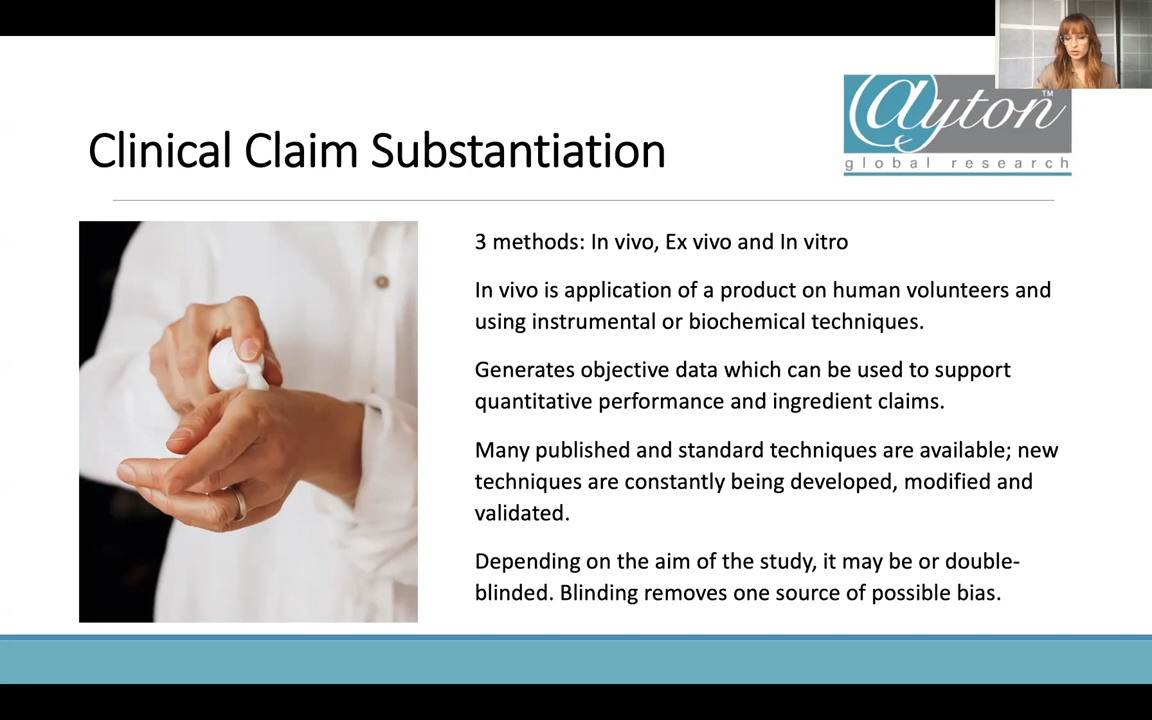 Clinical Claim Substantiation
@yton™
global research
3 methods: In vivo, Ex vivo and In vitro
In vivo is application of a product on human volunteers and
using instrumental or biochemical techniques.
Generates objective data which can be used to support
quantitative performance and ingredient claims.
Many published and standard techniques are available; new
techniques are constantly being developed, modified and
validated.
Depending on the aim of the study, it may be or double-
blinded. Blinding removes one source of possible bias.